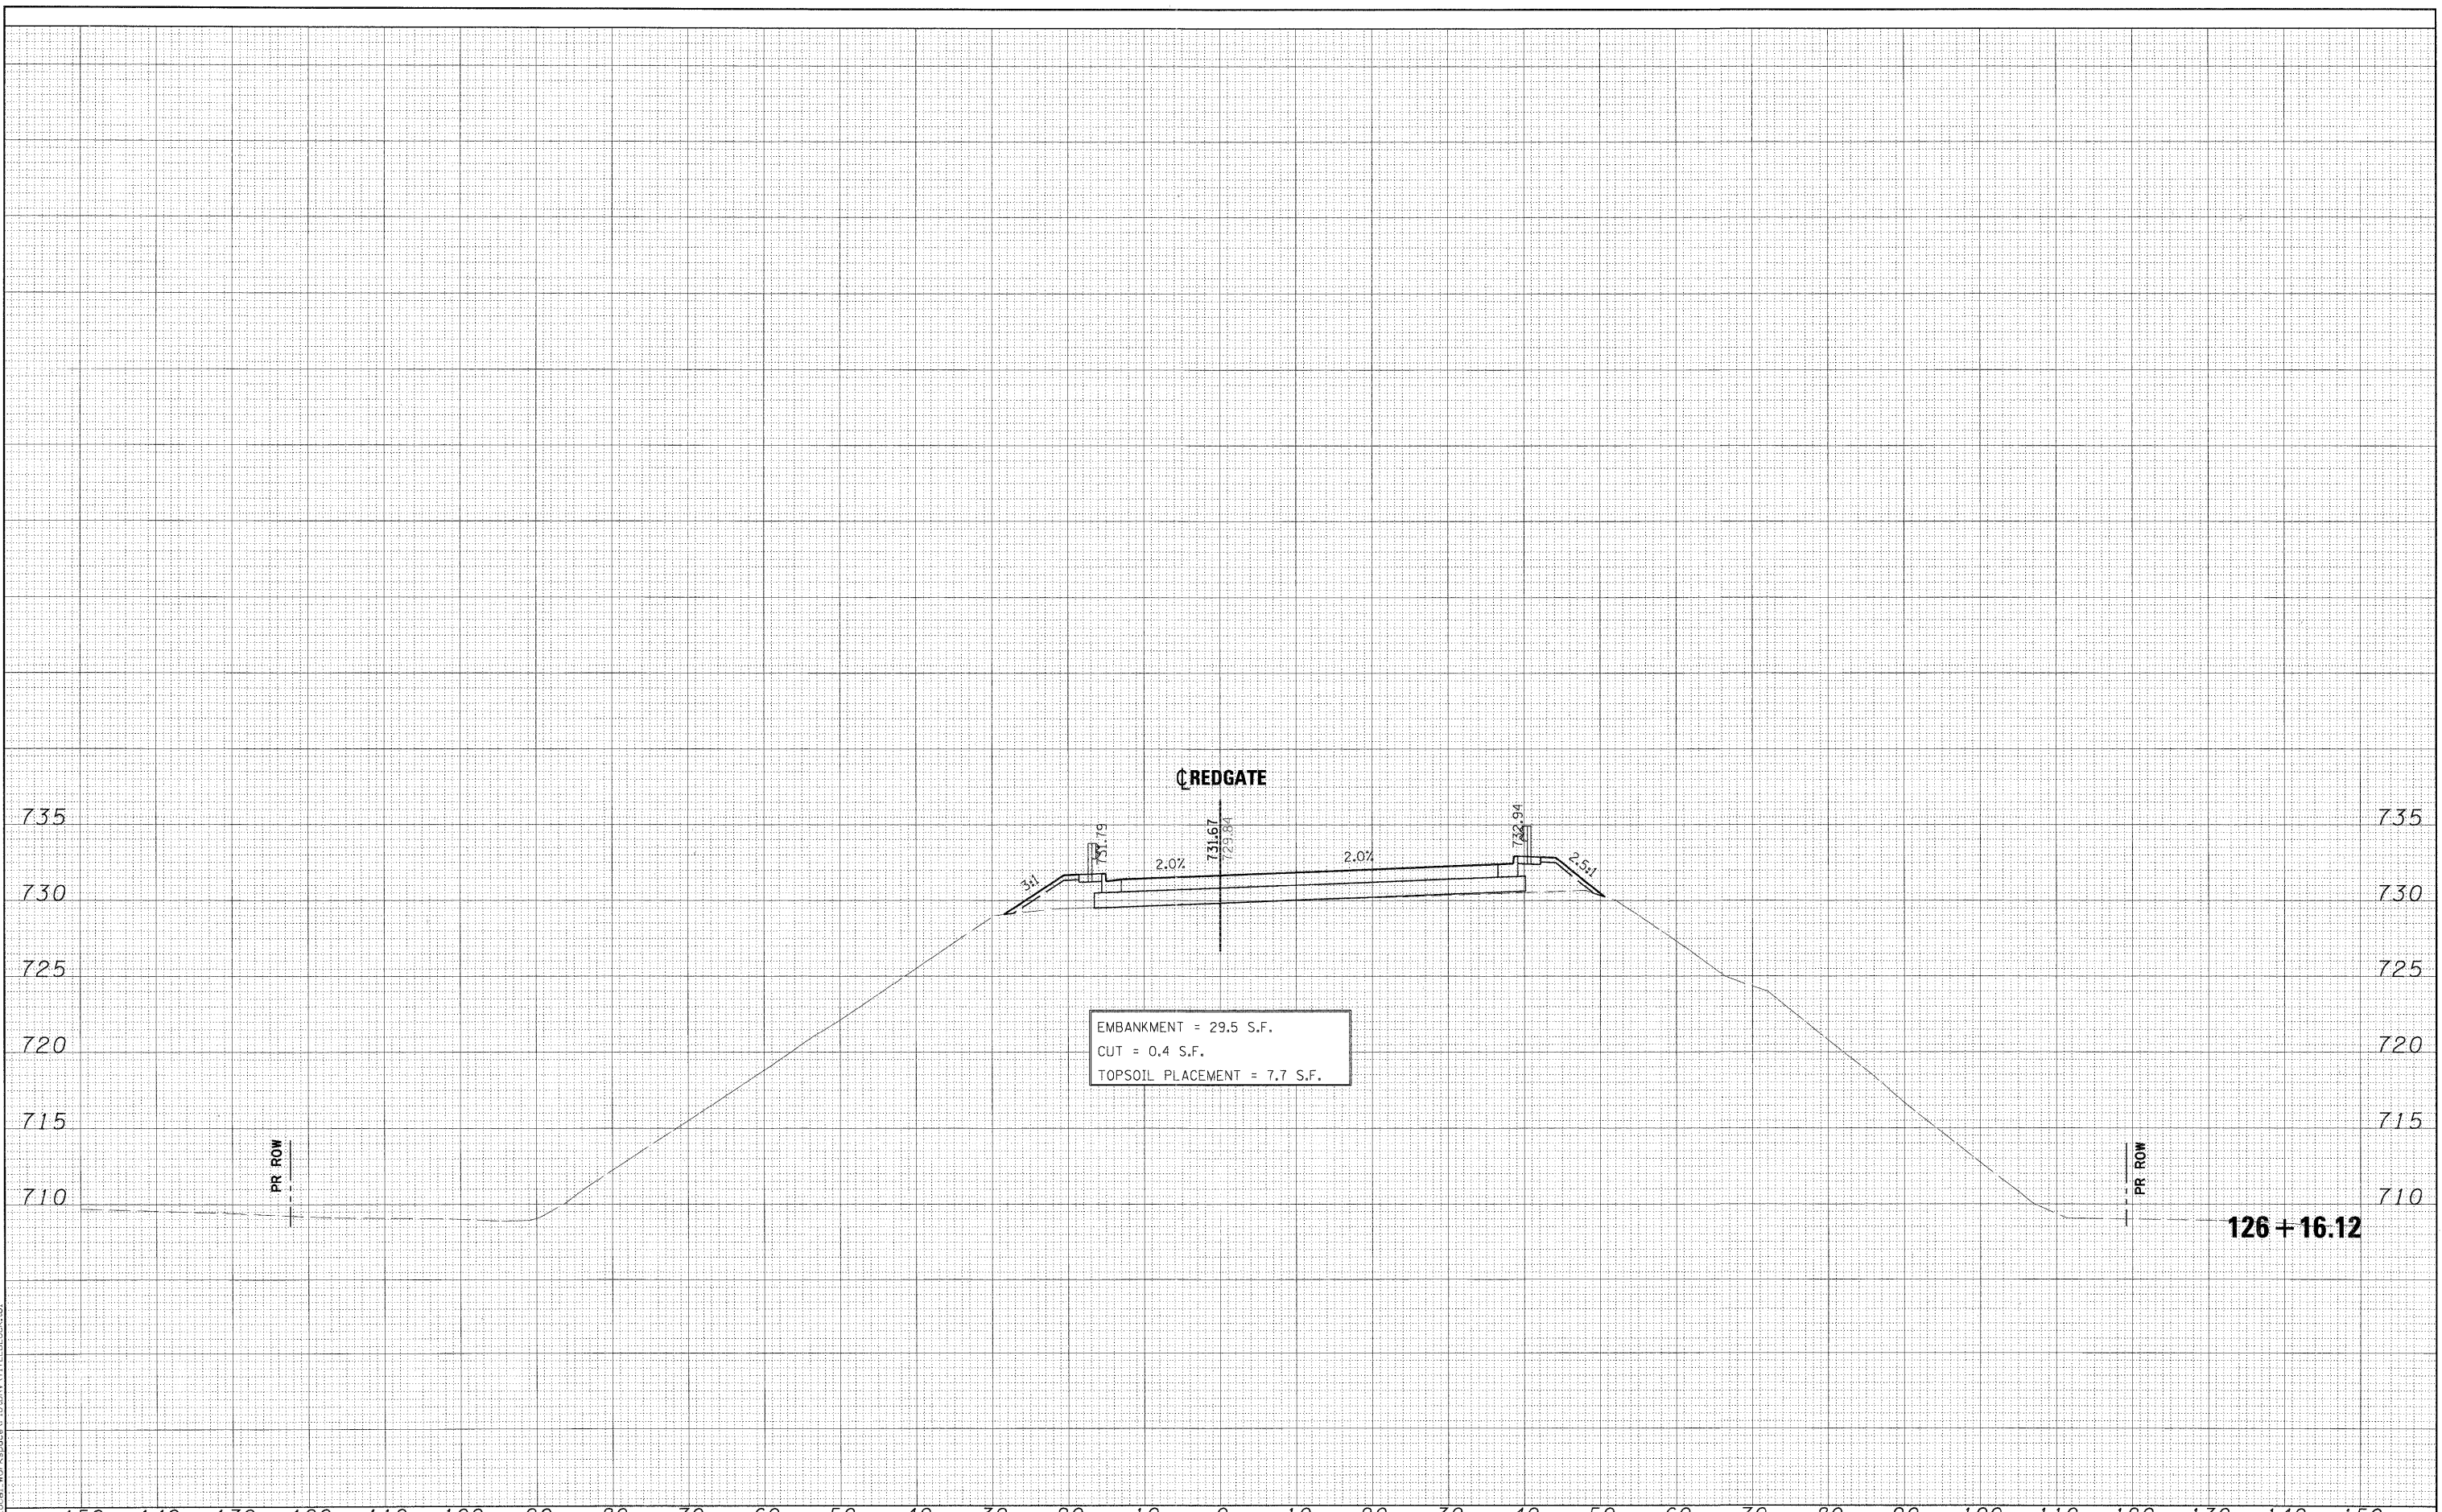 ℄ REDGATE
735
735
731.79
731.67
729.84
732.94
2.0%
2.0%
3:1
2.5:1
730
730
725
725
EMBANKMENT = 29.5 S.F.
CUT = 0.4 S.F.
TOPSOIL PLACEMENT = 7.7 S.F.
720
720
715
715
PR ROW
PR ROW
710
710
126 + 16.12